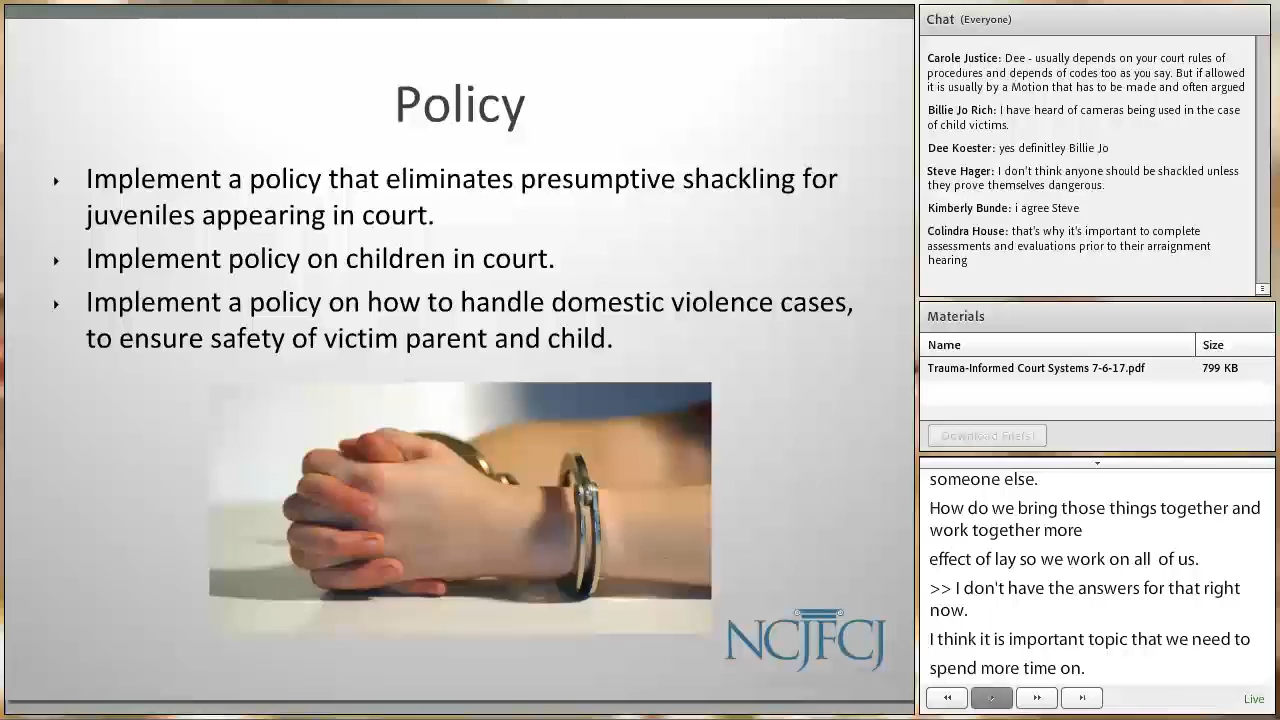 Policy
Implement a policy that eliminates presumptive shackling for
juveniles appearing in court.
Implement policy on children in court.
Implement a policy on how to handle domestic violence cases,
to ensure safety of victim parent and child.
NCJFCJ
Chat (Everyone)
Carole Justice: Dee - usually depends on your court rules of
procedures and depends of codes too as you say. But if allowed
it is usually by a Motion that has to be made and often argued
Billie Jo Rich: I have heard of cameras being used in the case
of child victims.
Dee Koester: yes definitley Billie Jo
Steve Hager: I don't think anyone should be shackled unless
they prove themselves dangerous.
Kimberly Bunde: i agree Steve
Colindra House: that's why it's important to complete
assessments and evaluations prior to their arraignment
hearing
Materials
Name Size
Trauma-Informed Court Systems 7-6-17.pdf 799 KB
Download File(s)
someone else.
How do we bring those things together and
work together more
effect of lay so we work on all of us.
>> I don't have the answers for that right
now.
I think it is important topic that we need to
spend more time on.
Live